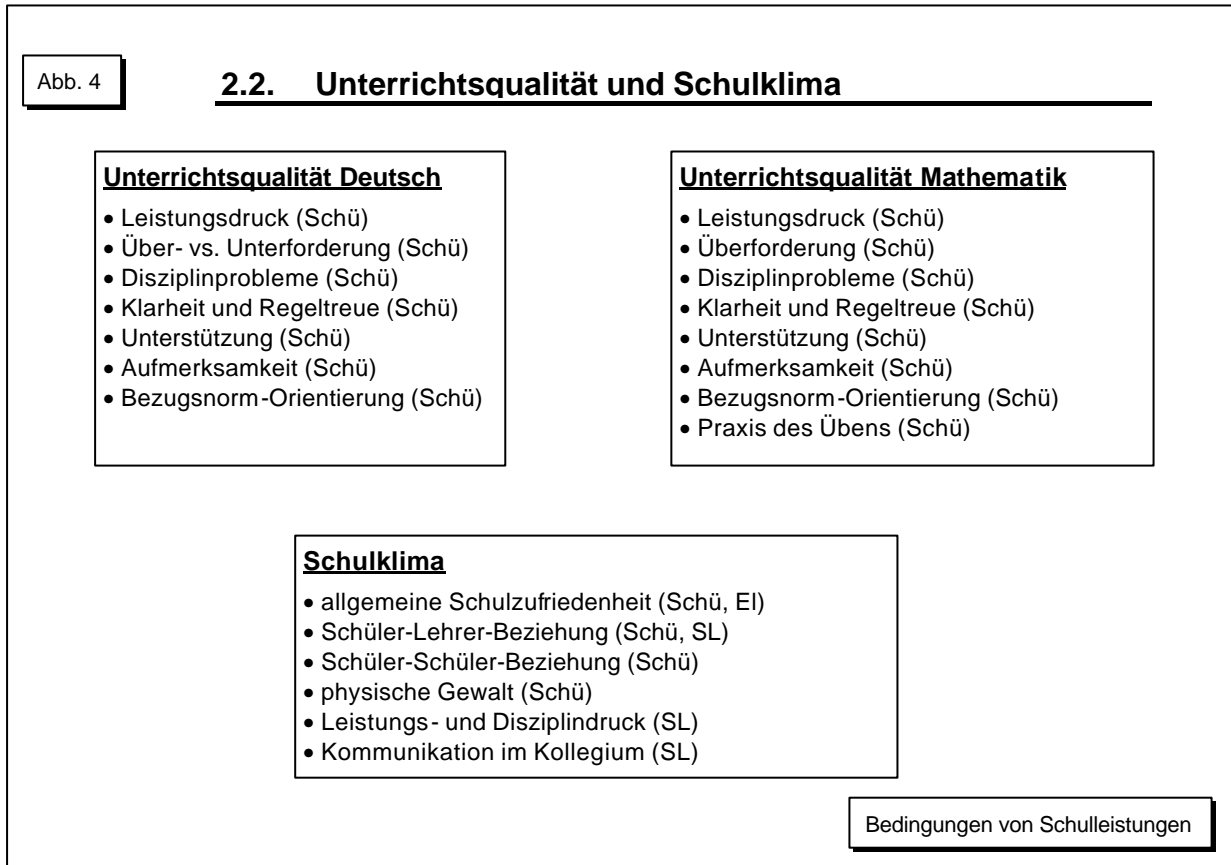 Abb. 4
2.2. Unterrichtsqualität und Schulklima
Unterrichtsqualität Deutsch
• Leistungsdruck (Schü)
• Über- vs. Unterforderung (Schü)
• Disziplinprobleme (Schü)
• Klarheit und Regeltreue (Schü)
• Unterstützung (Schü)
• Aufmerksamkeit (Schü)
• Bezugsnorm-Orientierung (Schü)
Unterrichtsqualität Mathematik
• Leistungsdruck (Schü)
• Überforderung (Schü)
• Disziplinprobleme (Schü)
• Klarheit und Regeltreue (Schü)
• Unterstützung (Schü)
• Aufmerksamkeit (Schü)
• Bezugsnorm-Orientierung (Schü)
• Praxis des Übens (Schü)
Schulklima
• allgemeine Schulzufriedenheit (Schü, El)
• Schüler-Lehrer-Beziehung (Schü, SL)
• Schüler-Schüler-Beziehung (Schü)
• physische Gewalt (Schü)
• Leistungs- und Disziplindruck (SL)
• Kommunikation im Kollegium (SL)
Bedingungen von Schulleistungen